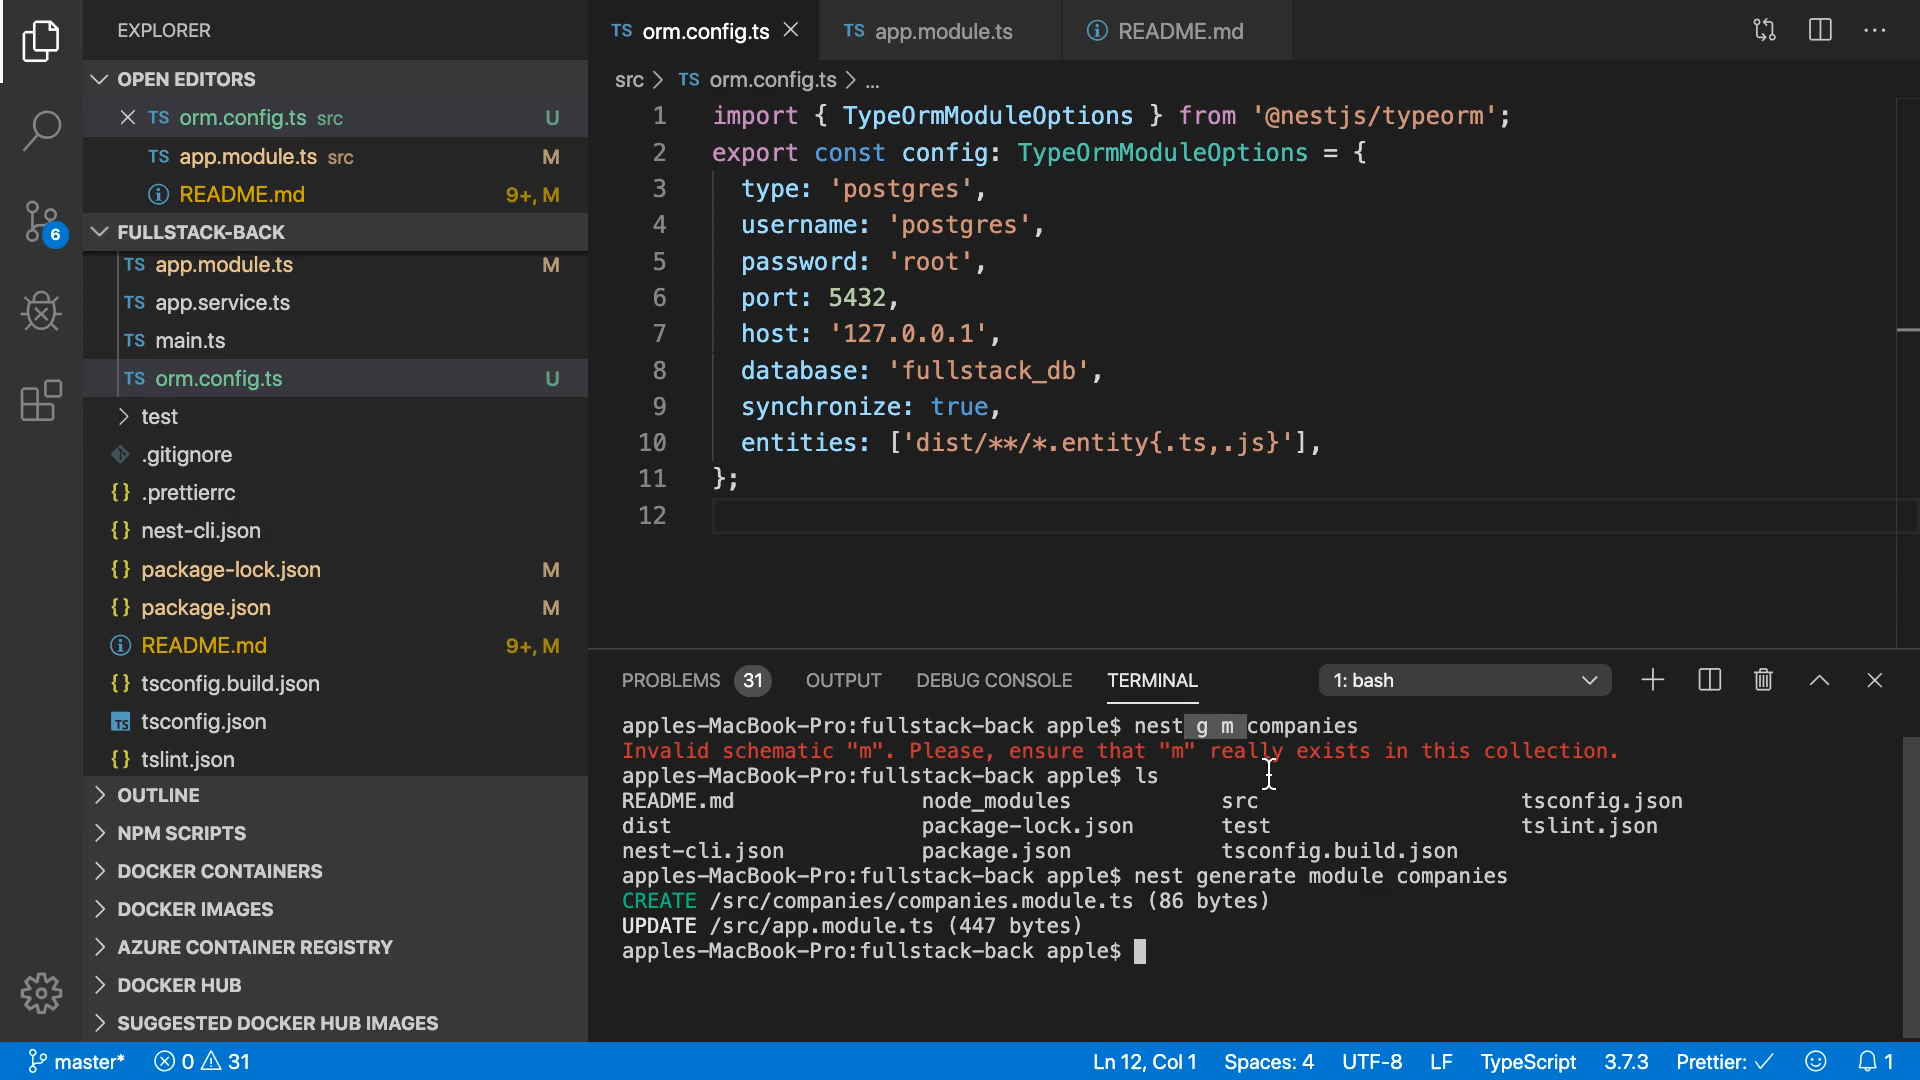 EXPLORER
OPEN EDITORS
TS orm.config.ts src U
TS app.module.ts src M
README.md 9+, M
FULLSTACK-BACK
TS app.module.ts M
TS app.service.ts
TS main.ts
TS orm.config.ts U
test
.gitignore
{} .prettierrc
{} nest-cli.json
{} package-lock.json M
{} package.json M
README.md 9+, M
{} tsconfig.build.json
TS tsconfig.json
{} tslint.json
OUTLINE
NPM SCRIPTS
DOCKER CONTAINERS
DOCKER IMAGES
AZURE CONTAINER REGISTRY
DOCKER HUB
SUGGESTED DOCKER HUB IMAGES
6
TS orm.config.ts
TS app.module.ts
README.md
src > TS orm.config.ts > ...
1 import { TypeOrmModuleOptions } from '@nestjs/typeorm';
2 export const config: TypeOrmModuleOptions = {
3 type: 'postgres',
4 username: 'postgres',
5 password: 'root',
6 port: 5432,
7 host: '127.0.0.1',
8 database: 'fullstack_db',
9 synchronize: true,
10 entities: ['dist/**/*.entity{.ts,.js}'],
11 };
12
PROBLEMS 31 OUTPUT DEBUG CONSOLE TERMINAL 1: bash
apples-MacBook-Pro:fullstack-back apple$ nest g m companies
Invalid schematic "m". Please, ensure that "m" really exists in this collection.
apples-MacBook-Pro:fullstack-back apple$ ls
README.md node_modules src tsconfig.json
dist package-lock.json test tslint.json
nest-cli.json package.json tsconfig.build.json
apples-MacBook-Pro:fullstack-back apple$ nest generate module companies
CREATE /src/companies/companies.module.ts (86 bytes)
UPDATE /src/app.module.ts (447 bytes)
apples-MacBook-Pro:fullstack-back apple$
master* 0 31 Ln 12, Col 1 Spaces: 4 UTF-8 LF TypeScript 3.7.3 Prettier: ✓ 1